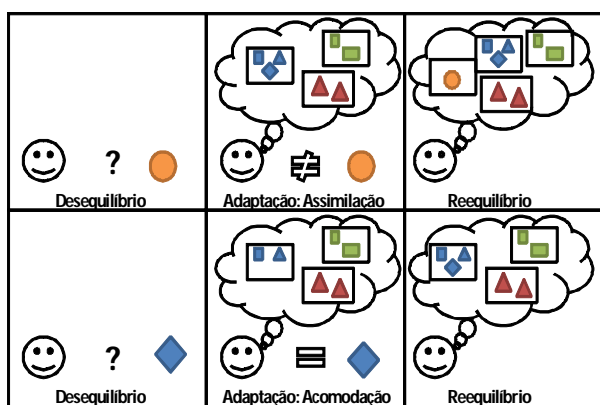 ?
≠
Desequilíbrio
Adaptação: Assimilação
Reequilíbrio
?
=
Desequilíbrio
Adaptação: Acomodação
Reequilíbrio